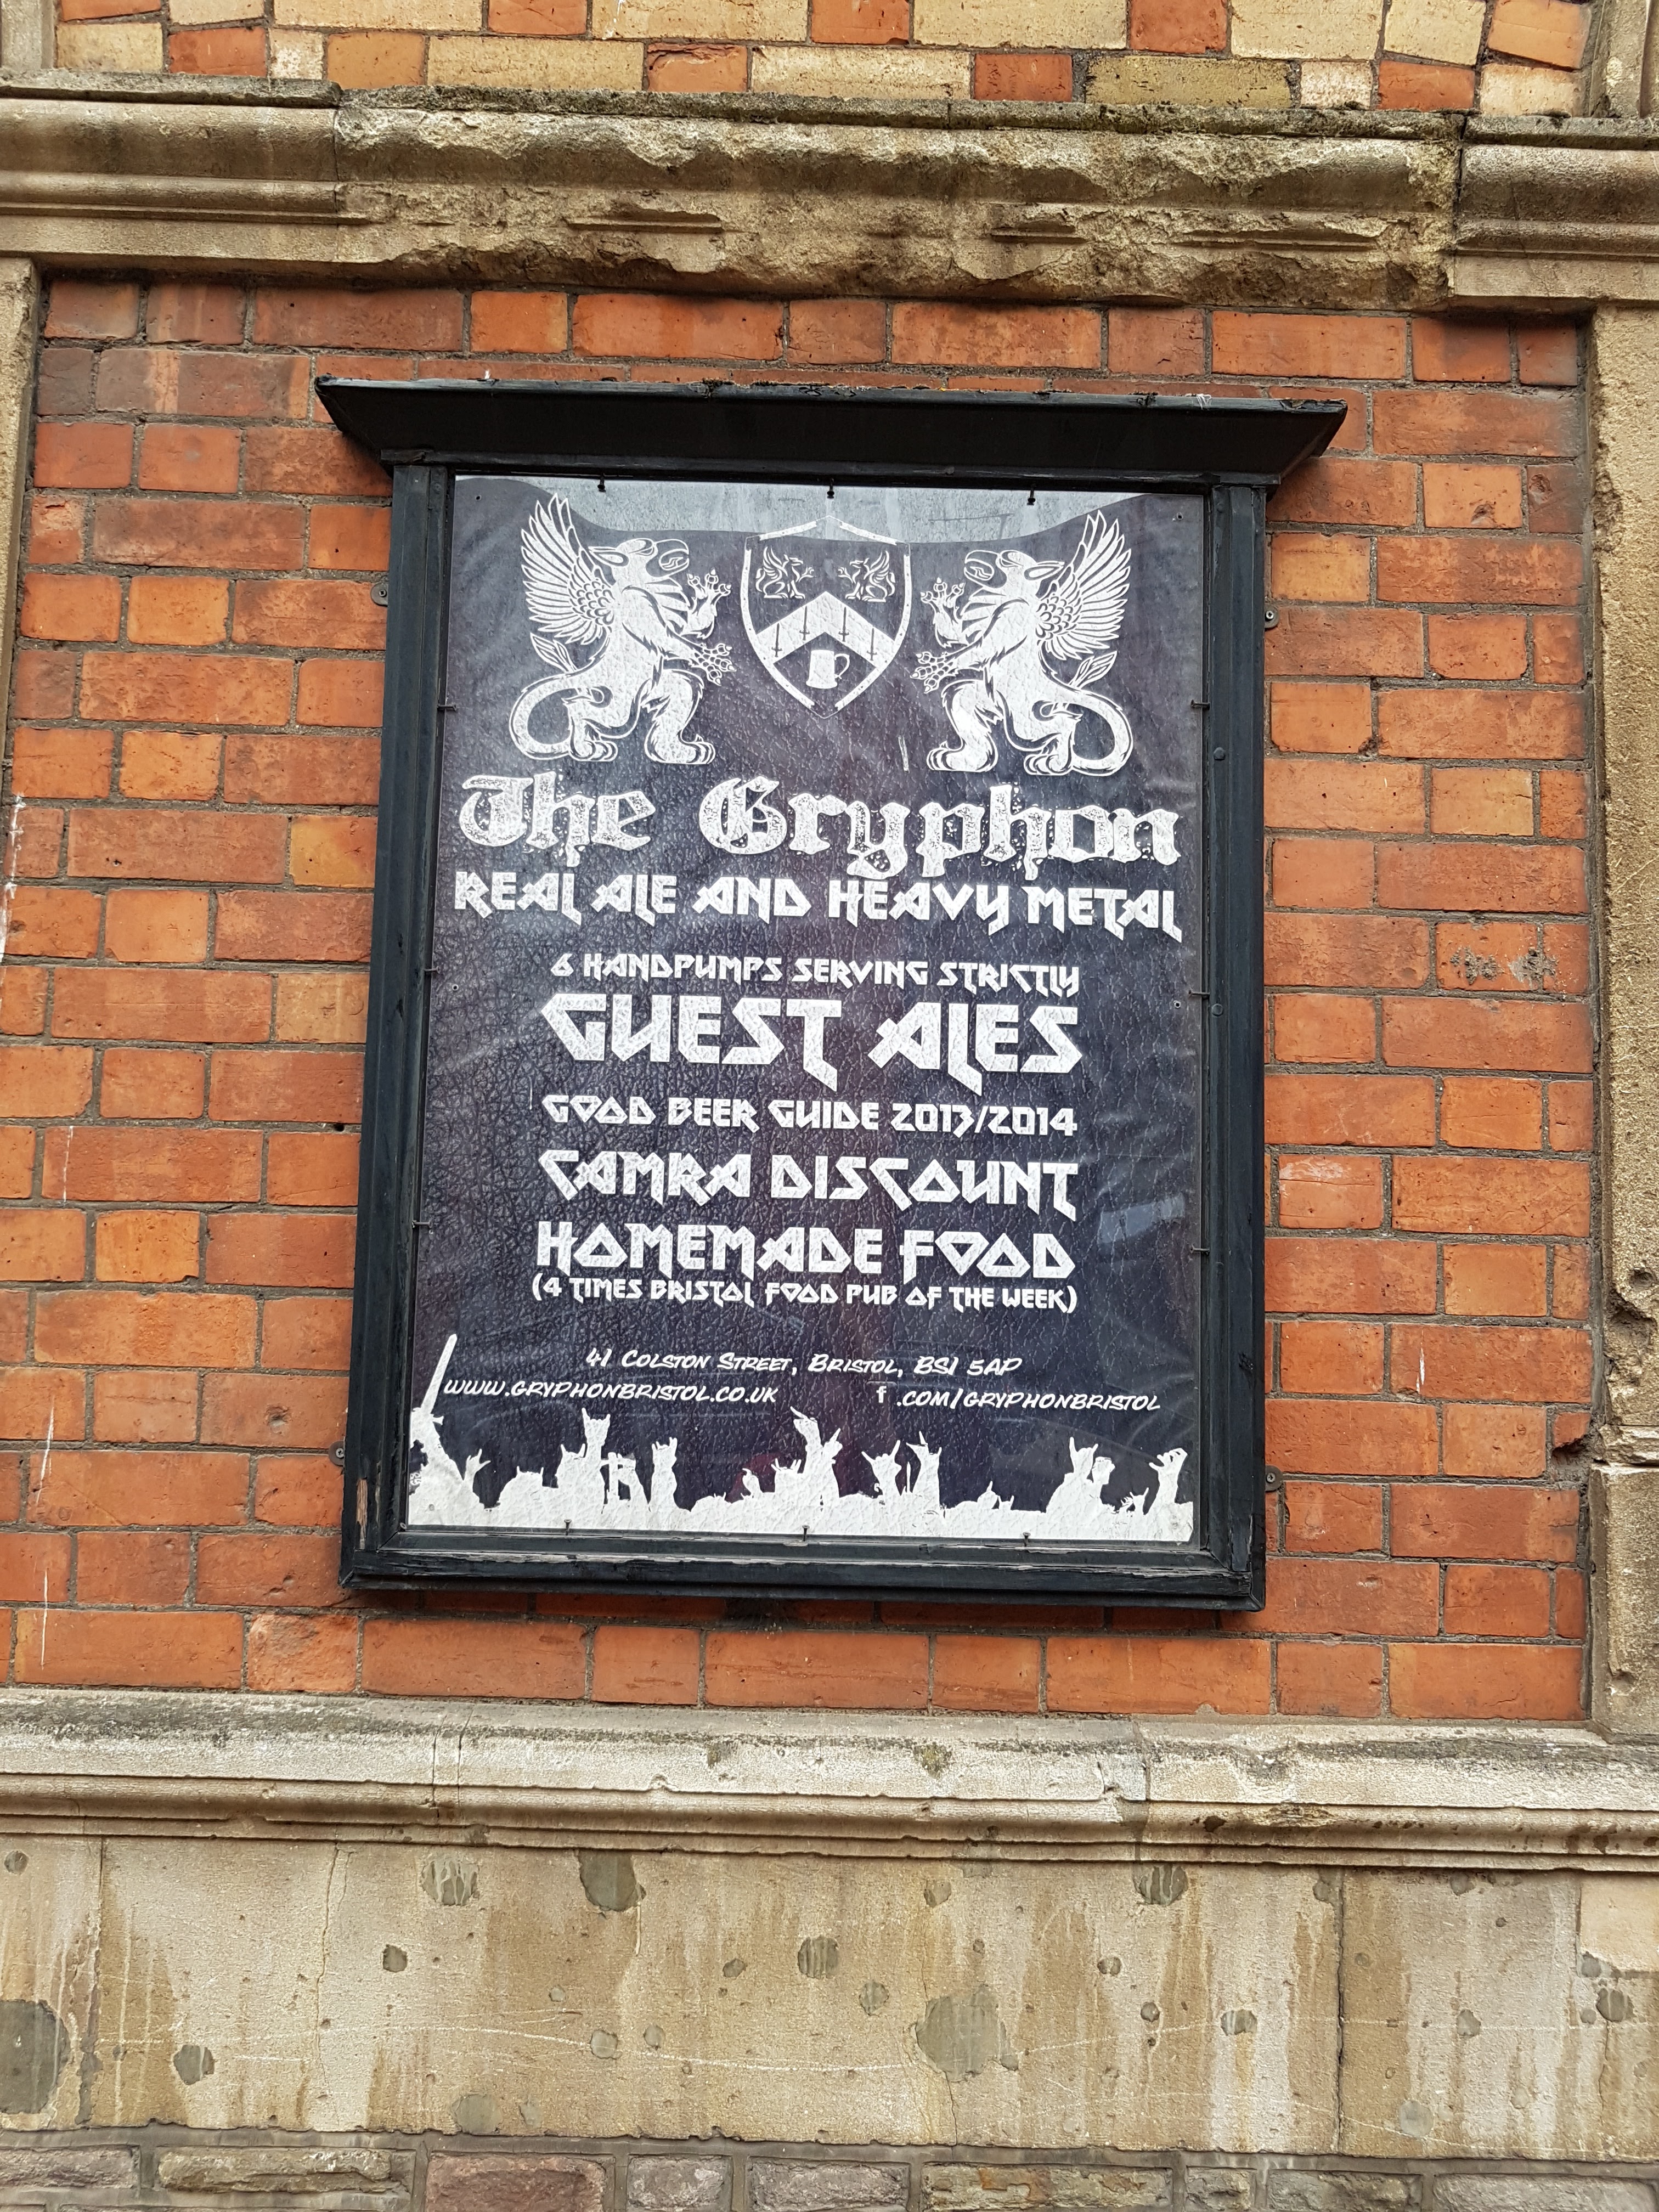 The Gryphon
REAL ALE AND HEAVY METAL
6 HANDPUMPS SERVING STRICTLY
GUEST ALES
GOOD BEER GUIDE 2013/2014
CAMRA DISCOUNT
HOMEMADE FOOD
(4 TIMES BRISTOL FOOD PUB OF THE WEEK)
41 COLSTON STREET, BRISTOL, BS1 5AP
WWW.GRYPHONBRISTOL.CO.UK f .COM/GRYPHONBRISTOL